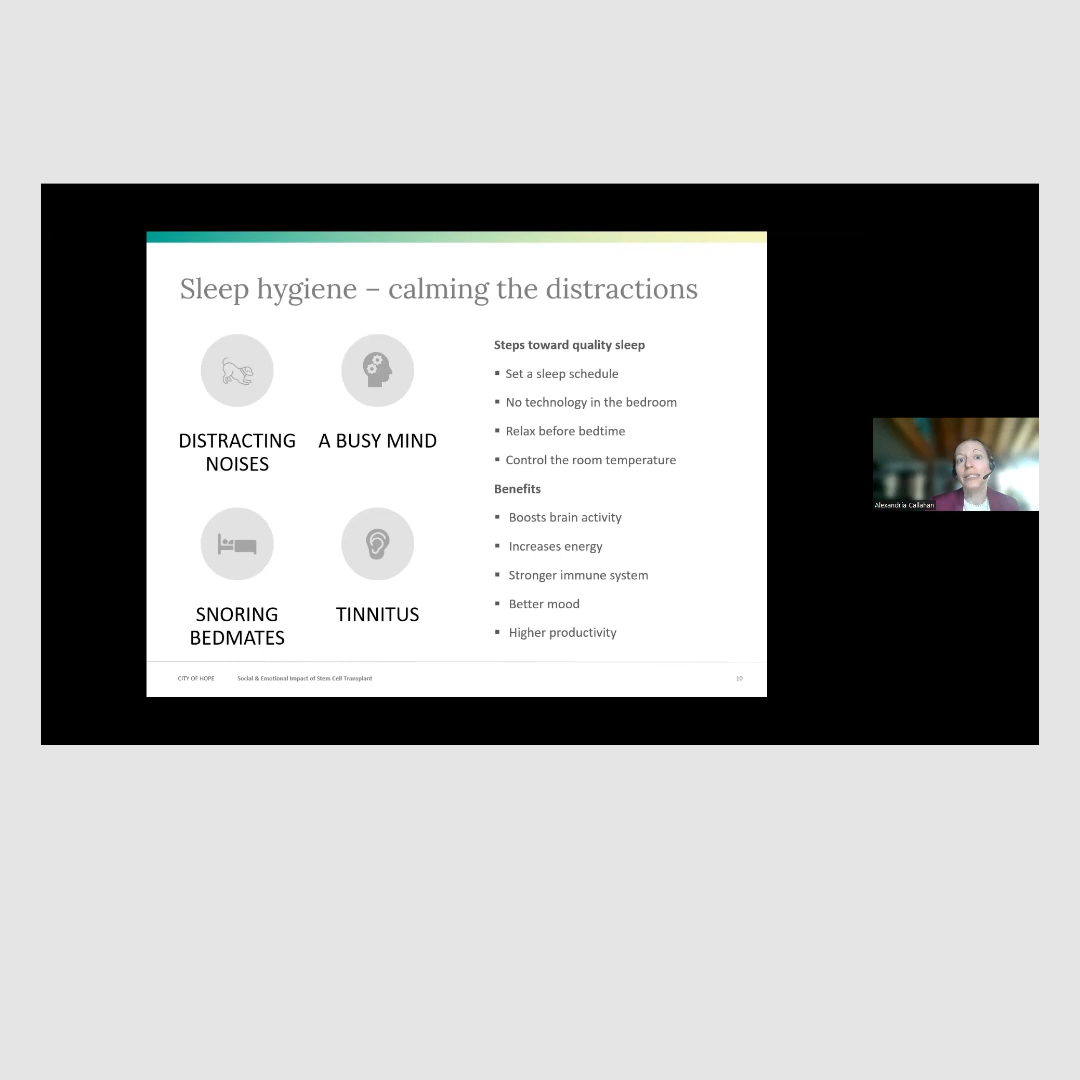 Sleep hygiene – calming the distractions
DISTRACTING
NOISES
A BUSY MIND
SNORING
BEDMATES
TINNITUS
Steps toward quality sleep
▪ Set a sleep schedule
▪ No technology in the bedroom
▪ Relax before bedtime
▪ Control the room temperature
Benefits
▪ Boosts brain activity
▪ Increases energy
▪ Stronger immune system
▪ Better mood
▪ Higher productivity
CITY OF HOPE
Social & Emotional Impact of Stem Cell Transplant
10
Alexandria Callahan